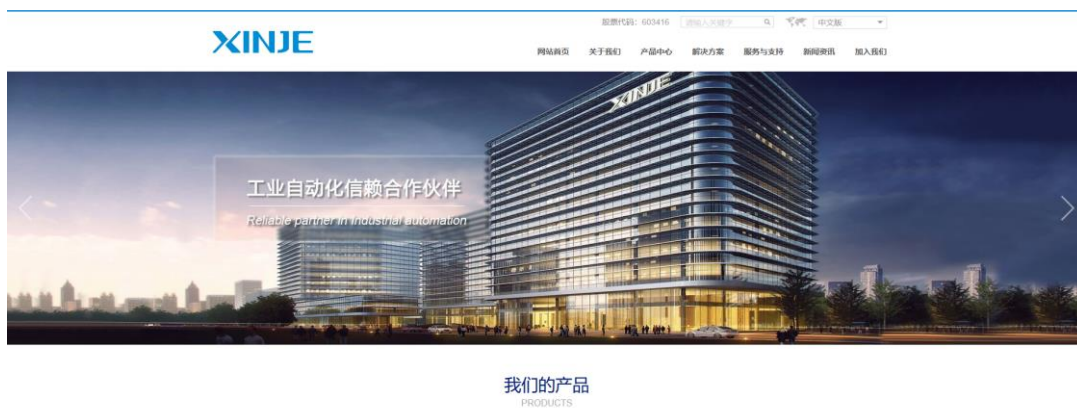 股票代码: 603416
请输入关键字
中文版
XINJE
网站首页 关于我们 产品中心 解决方案 服务与支持 新闻资讯 加入我们
XINJE
工业自动化信赖合作伙伴
Reliable partner in industrial automation
我们的产品
PRODUCTS